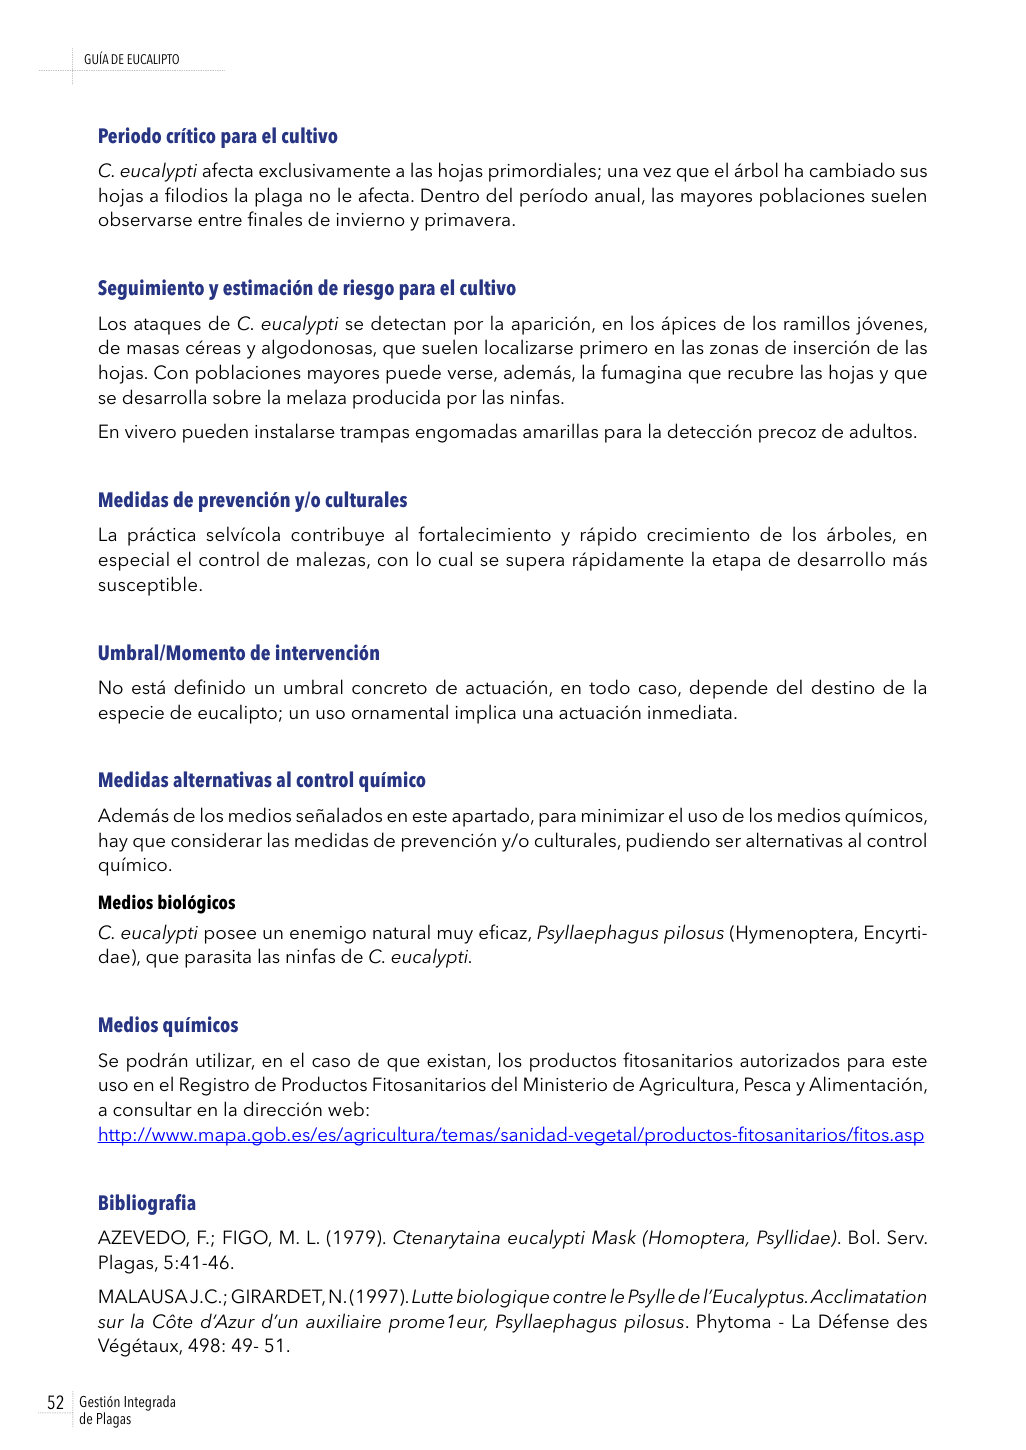 GUÍA DE EUCALIPTO
Periodo crítico para el cultivo
C. eucalypti afecta exclusivamente a las hojas primordiales; una vez que el árbol ha cambiado sus
hojas a filodios la plaga no le afecta. Dentro del período anual, las mayores poblaciones suelen
observarse entre finales de invierno y primavera.
Seguimiento y estimación de riesgo para el cultivo
Los ataques de C. eucalypti se detectan por la aparición, en los ápices de los ramillos jóvenes,
de masas céreas y algodonosas, que suelen localizarse primero en las zonas de inserción de las
hojas. Con poblaciones mayores puede verse, además, la fumagina que recubre las hojas y que
se desarrolla sobre la melaza producida por las ninfas.
En vivero pueden instalarse trampas engomadas amarillas para la detección precoz de adultos.
Medidas de prevención y/o culturales
La práctica selvícola contribuye al fortalecimiento y rápido crecimiento de los árboles, en
especial el control de malezas, con lo cual se supera rápidamente la etapa de desarrollo más
susceptible.
Umbral/Momento de intervención
No está definido un umbral concreto de actuación, en todo caso, depende del destino de la
especie de eucalipto; un uso ornamental implica una actuación inmediata.
Medidas alternativas al control químico
Además de los medios señalados en este apartado, para minimizar el uso de los medios químicos,
hay que considerar las medidas de prevención y/o culturales, pudiendo ser alternativas al control
químico.
Medios biológicos
C. eucalypti posee un enemigo natural muy eficaz, Psyllaephagus pilosus (Hymenoptera, Encyrti-
dae), que parasita las ninfas de C. eucalypti.
Medios químicos
Se podrán utilizar, en el caso de que existan, los productos fitosanitarios autorizados para este
uso en el Registro de Productos Fitosanitarios del Ministerio de Agricultura, Pesca y Alimentación,
a consultar en la dirección web:
http://www.mapa.gob.es/es/agricultura/temas/sanidad-vegetal/productos-fitosanitarios/fitos.asp
Bibliografia
AZEVEDO, F.; FIGO, M. L. (1979). Ctenarytaina eucalypti Mask (Homoptera, Psyllidae). Bol. Serv.
Plagas, 5:41-46.
MALAUSA J.C.; GIRARDET, N. (1997). Lutte biologique contre le Psylle de l’Eucalyptus. Acclimatation
sur la Côte d’Azur d’un auxiliaire prome1eur, Psyllaephagus pilosus. Phytoma - La Défense des
Végétaux, 498: 49- 51.
52 Gestión Integrada
de Plagas